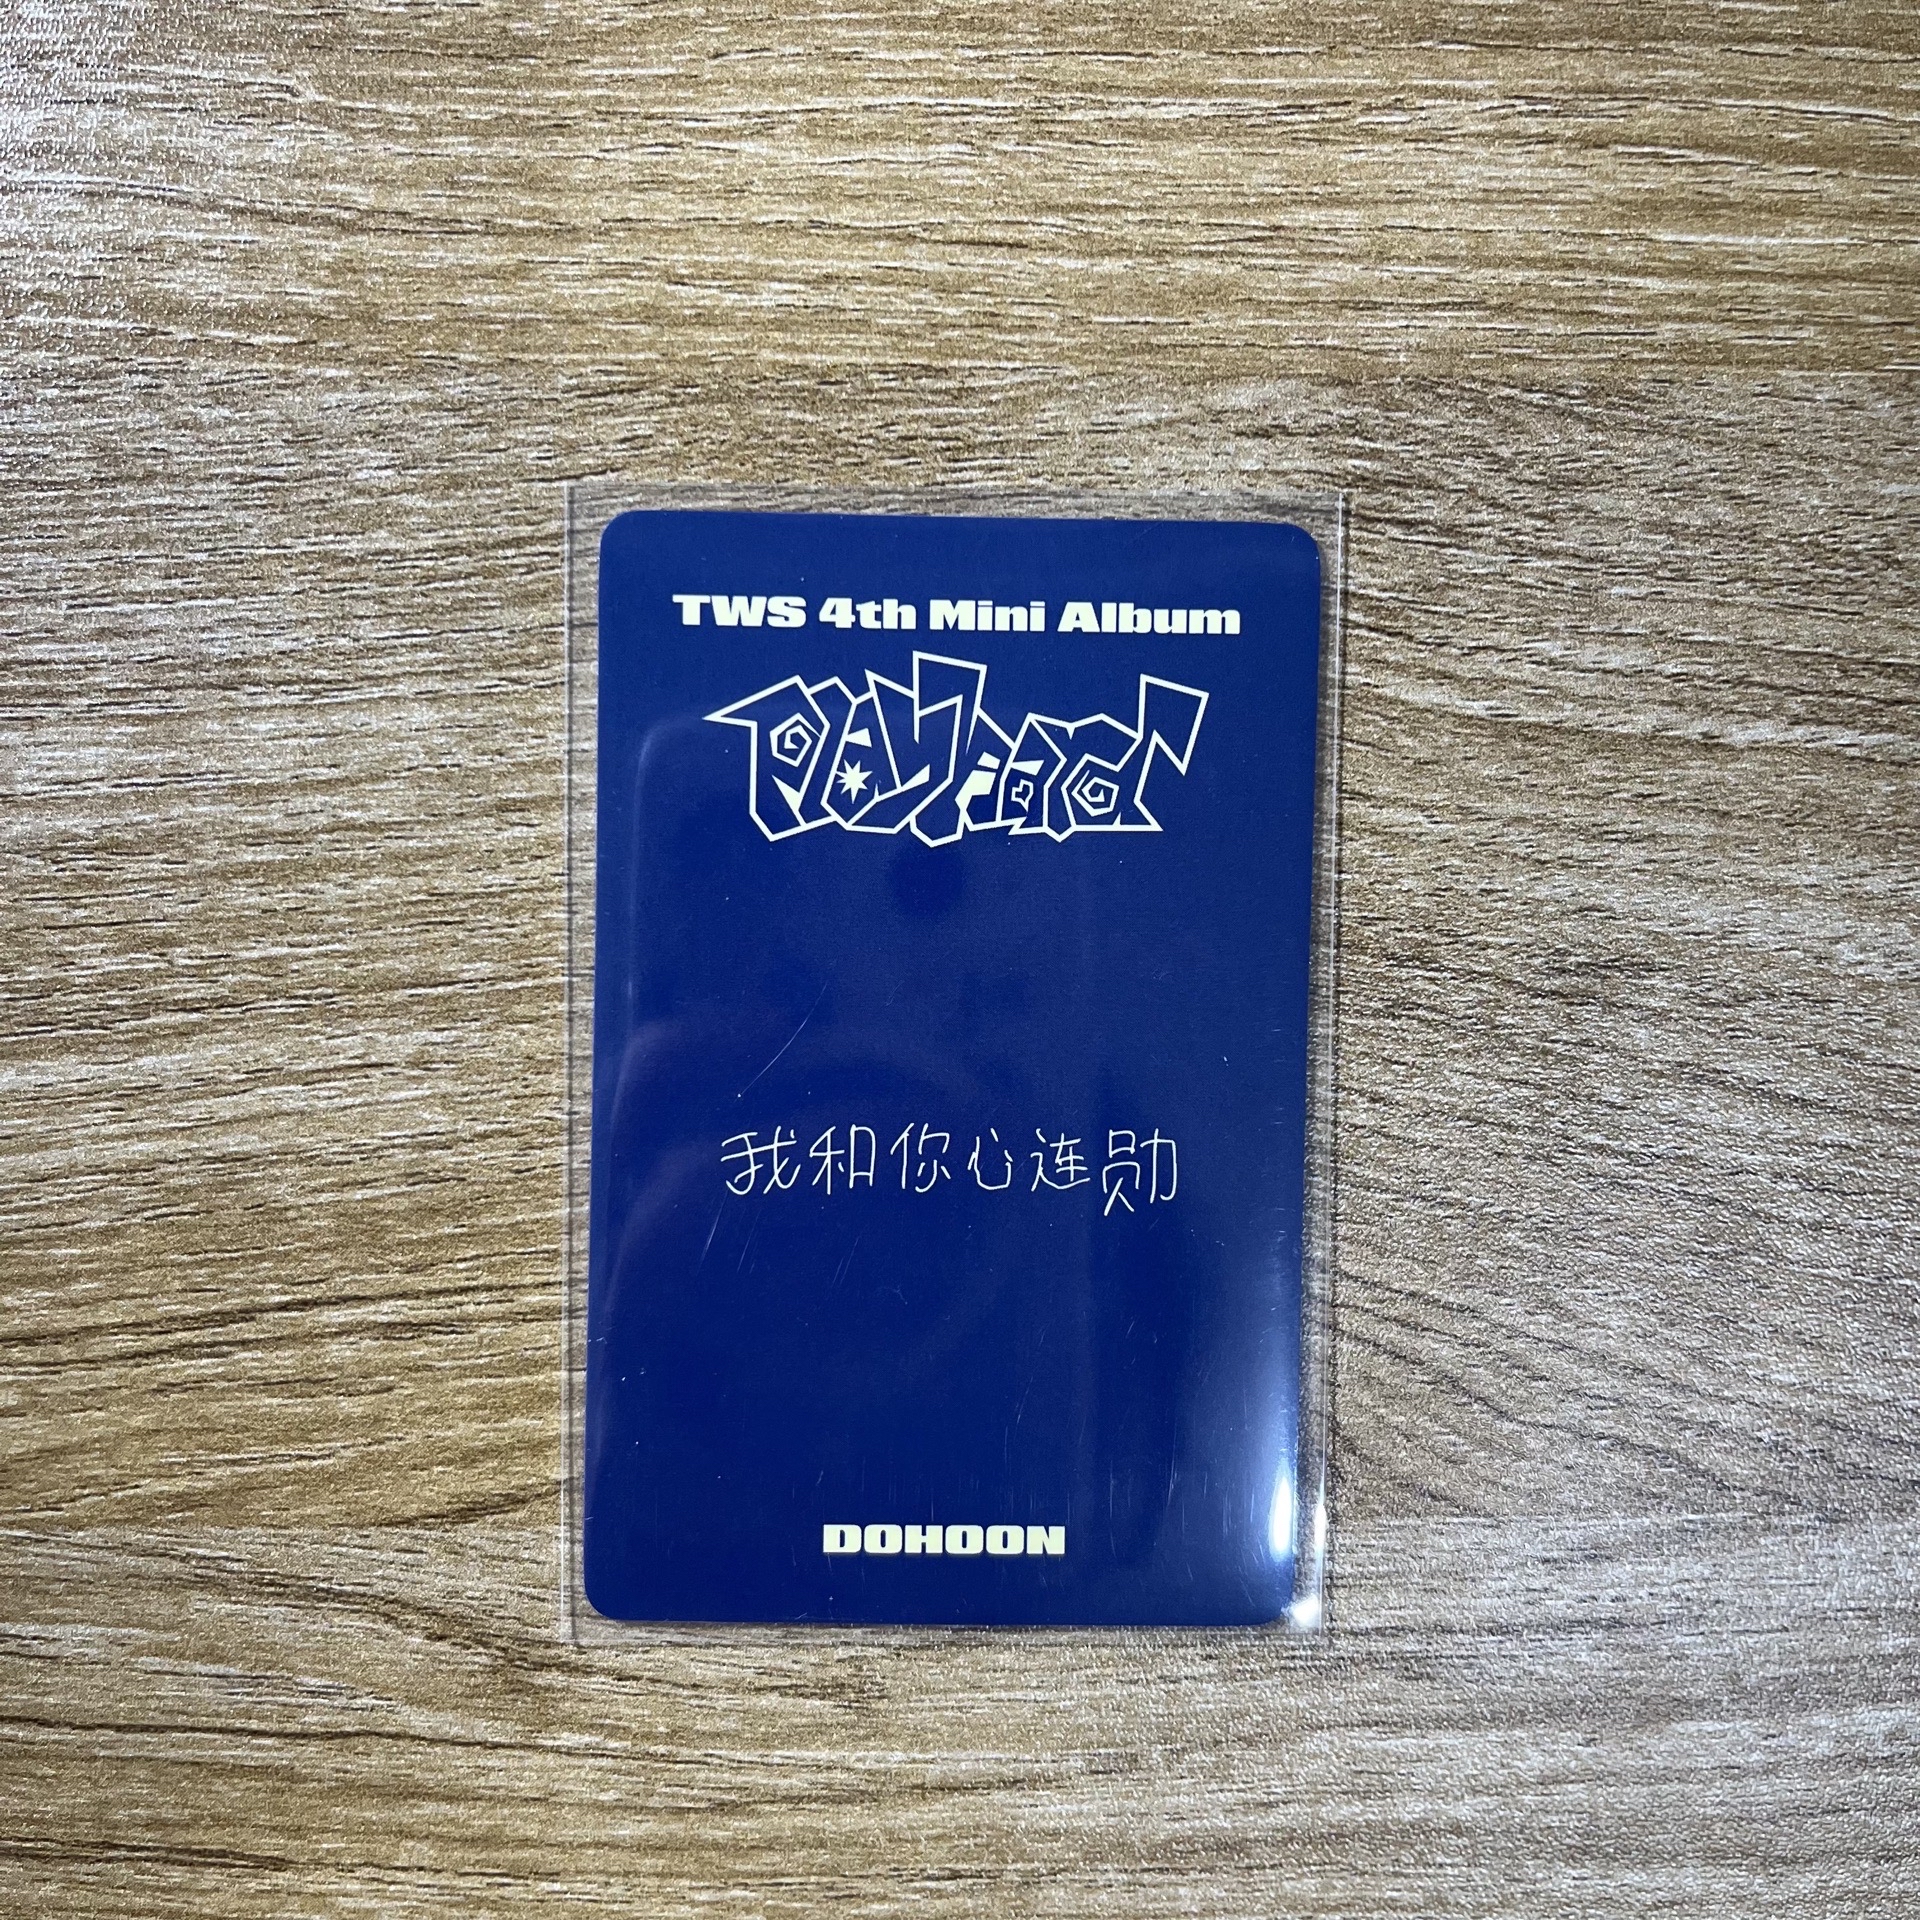 TWS 4th Mini Album
play hard
我和你心连勋
DOHOON